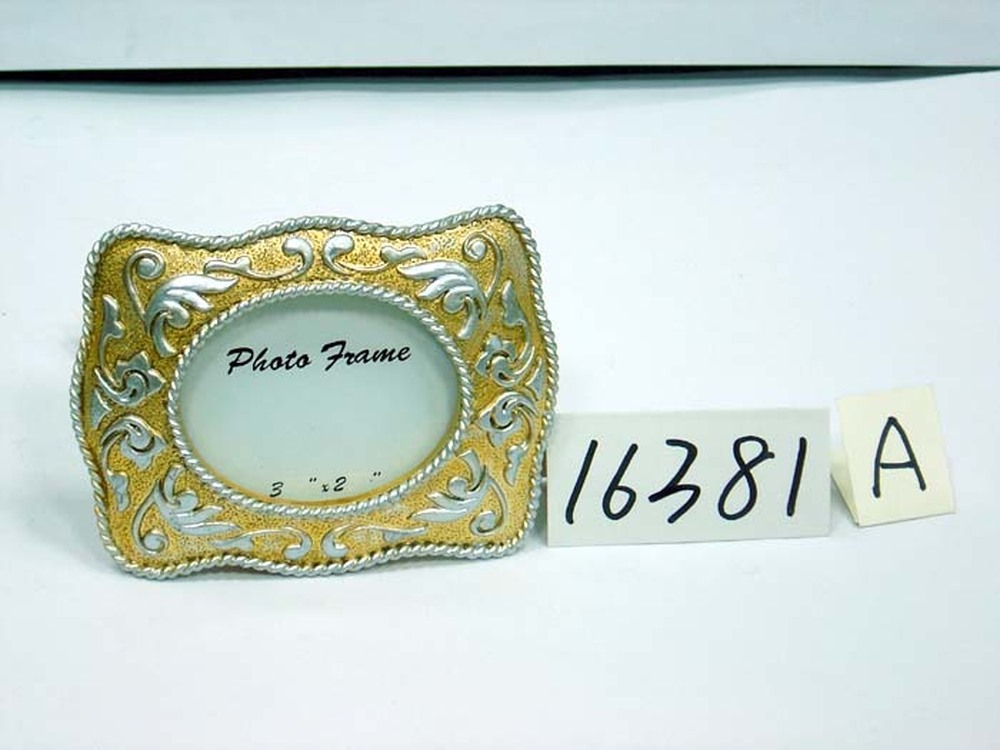 Photo Frame
3 "x2 "
16381
A